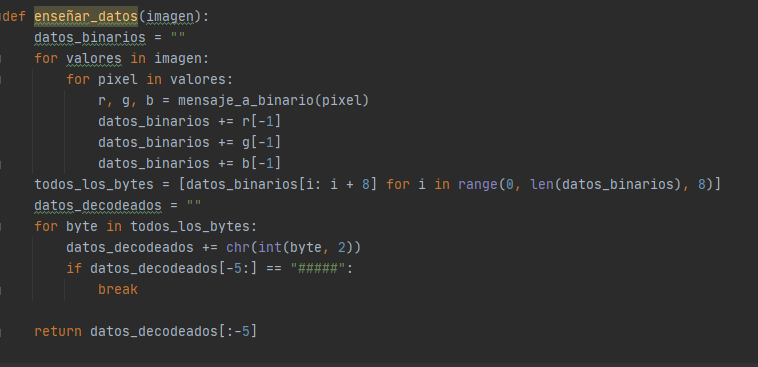 def enseñar_datos(imagen):
    datos_binarios = ""
    for valores in imagen:
        for pixel in valores:
            r, g, b = mensaje_a_binario(pixel)
            datos_binarios += r[-1]
            datos_binarios += g[-1]
            datos_binarios += b[-1]
    todos_los_bytes = [datos_binarios[i: i + 8] for i in range(0, len(datos_binarios), 8)]
    datos_decodeados = ""
    for byte in todos_los_bytes:
        datos_decodeados += chr(int(byte, 2))
        if datos_decodeados[-5:] == "#####":
            break

    return datos_decodeados[:-5]